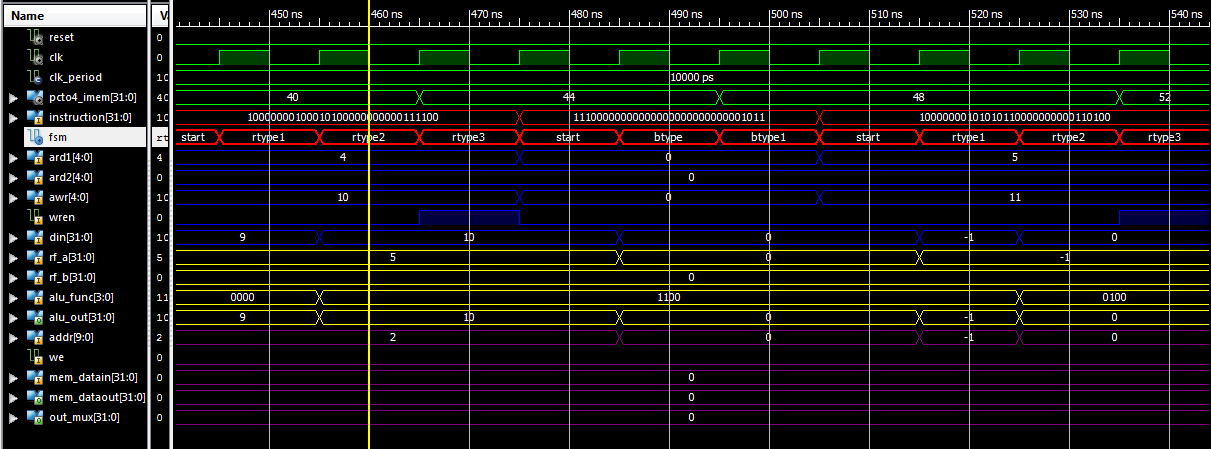 Name V 450 ns 460 ns 470 ns 480 ns 490 ns 500 ns 510 ns 520 ns 530 ns 540 ns
reset 0
clk 0
clk_period 10 10000 ps
pcto4_imem[31:0] 40 40 44 48 52
instruction[31:0] 10 10000000100010100000000000111100 11100000000000000000000000001011 10000000101010110000000000110100
fsm rt start rtype1 rtype2 rtype3 start btype btype1 start rtype1 rtype2 rtype3
ard1[4:0] 4 4 0 5
ard2[4:0] 0 0
awr[4:0] 10 10 0 11
wren 0
din[31:0] 10 9 10 0 -1 0
rf_a[31:0] 5 5 0 -1
rf_b[31:0] 0 0
alu_func[3:0] 11 0000 1100 0100
alu_out[31:0] 10 9 10 0 -1 0
addr[9:0] 2 2 0 -1 0
we 0
mem_datain[31:0] 0 0
mem_dataout[31:0] 0 0
out_mux[31:0] 0 0